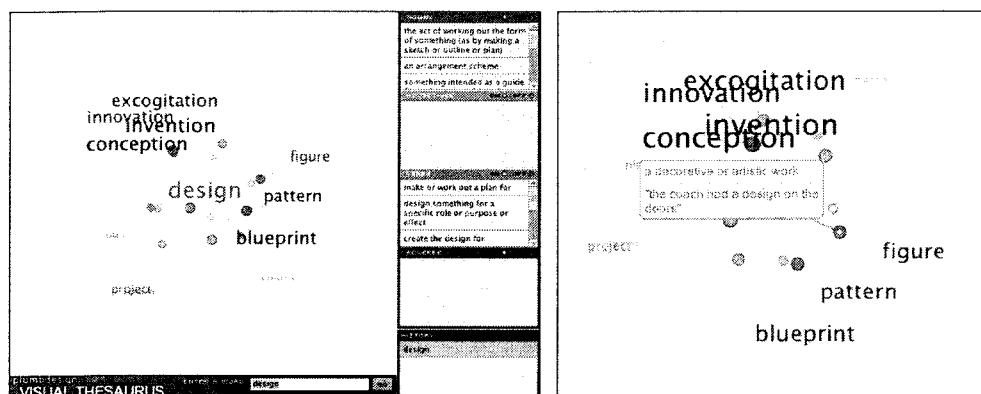 excogitation
innovation
invention
conception
figure
design
pattern
blueprint
project
the act of working out the form
of something (as by making a
sketch or outline or plan)
an arrangement scheme
something intended as a guide
make or work out a plan for
design something for a
specific role or purpose or
effect
create the design for
design
plumbdesign
VISUAL THESAURUS
ENTER A WORD
design
excogitation
innovation
invention
conception
a decorative or artistic work
"the coach had a design on the
doors"
project
figure
pattern
blueprint